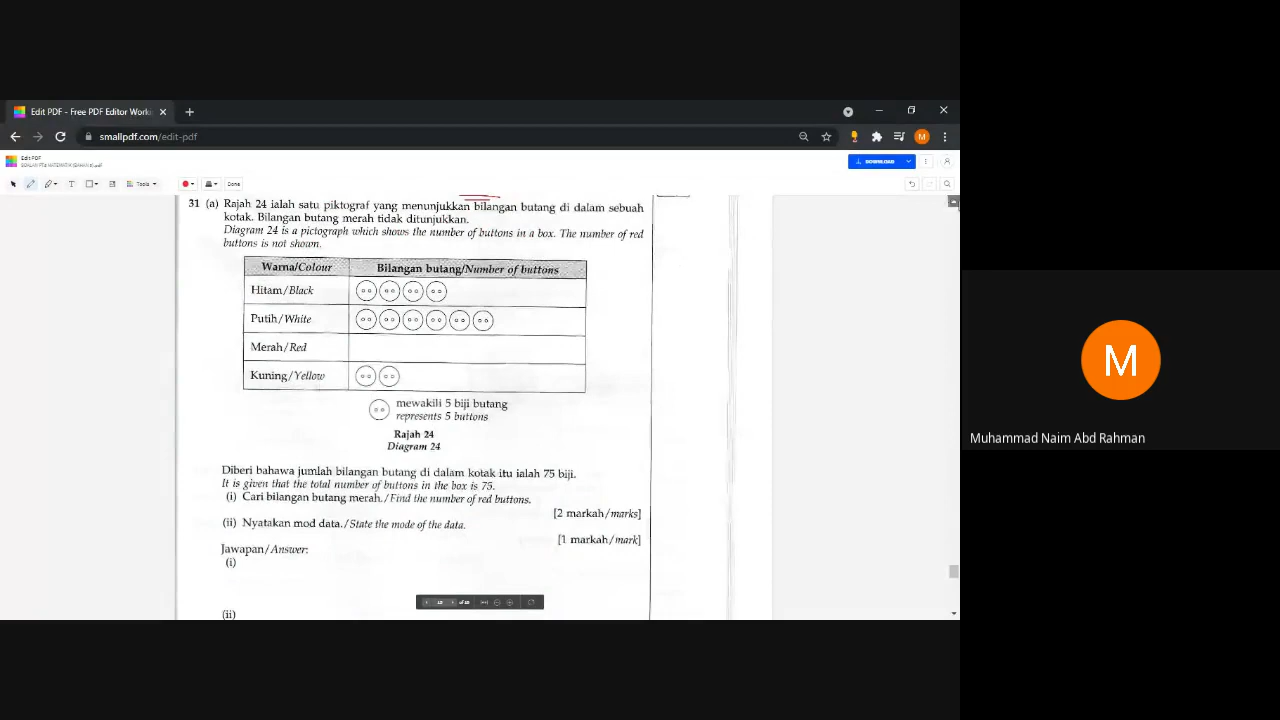 Edit PDF - Free PDF Editor Worki
smallpdf.com/edit-pdf
M
Edit PDF
DOWNLOAD
T
Tools
Done
31 (a) Rajah 24 ialah satu piktograf yang menunjukkan bilangan butang di dalam sebuah
kotak. Bilangan butang merah tidak ditunjukkan.
Diagram 24 is a pictograph which shows the number of buttons in a box. The number of red
buttons is not shown.
Warna/Colour Bilangan butang/Number of buttons
Hitam/Black
Putih/White
Merah/Red
Kuning/Yellow
mewakili 5 biji butang
represents 5 buttons
Rajah 24
Diagram 24
Diberi bahawa jumlah bilangan butang di dalam kotak itu ialah 75 biji.
It is given that the total number of buttons in the box is 75.
(i) Cari bilangan butang merah./Find the number of red buttons.
[2 markah/marks]
(ii) Nyatakan mod data./State the mode of the data.
[1 markah/mark]
Jawapan/Answer:
(i)
(ii)
M
Muhammad Naim Abd Rahman